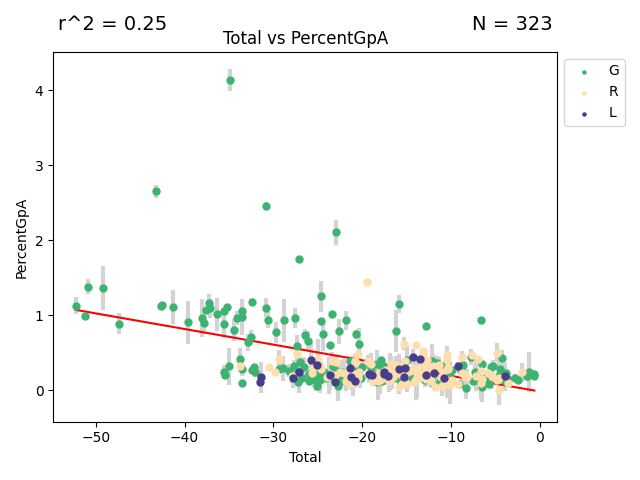 r^2 = 0.25 N = 323
Total vs PercentGpA
G
R
L
4
3
2
1
0
PercentGpA
−50 −40 −30 −20 −10 0
Total